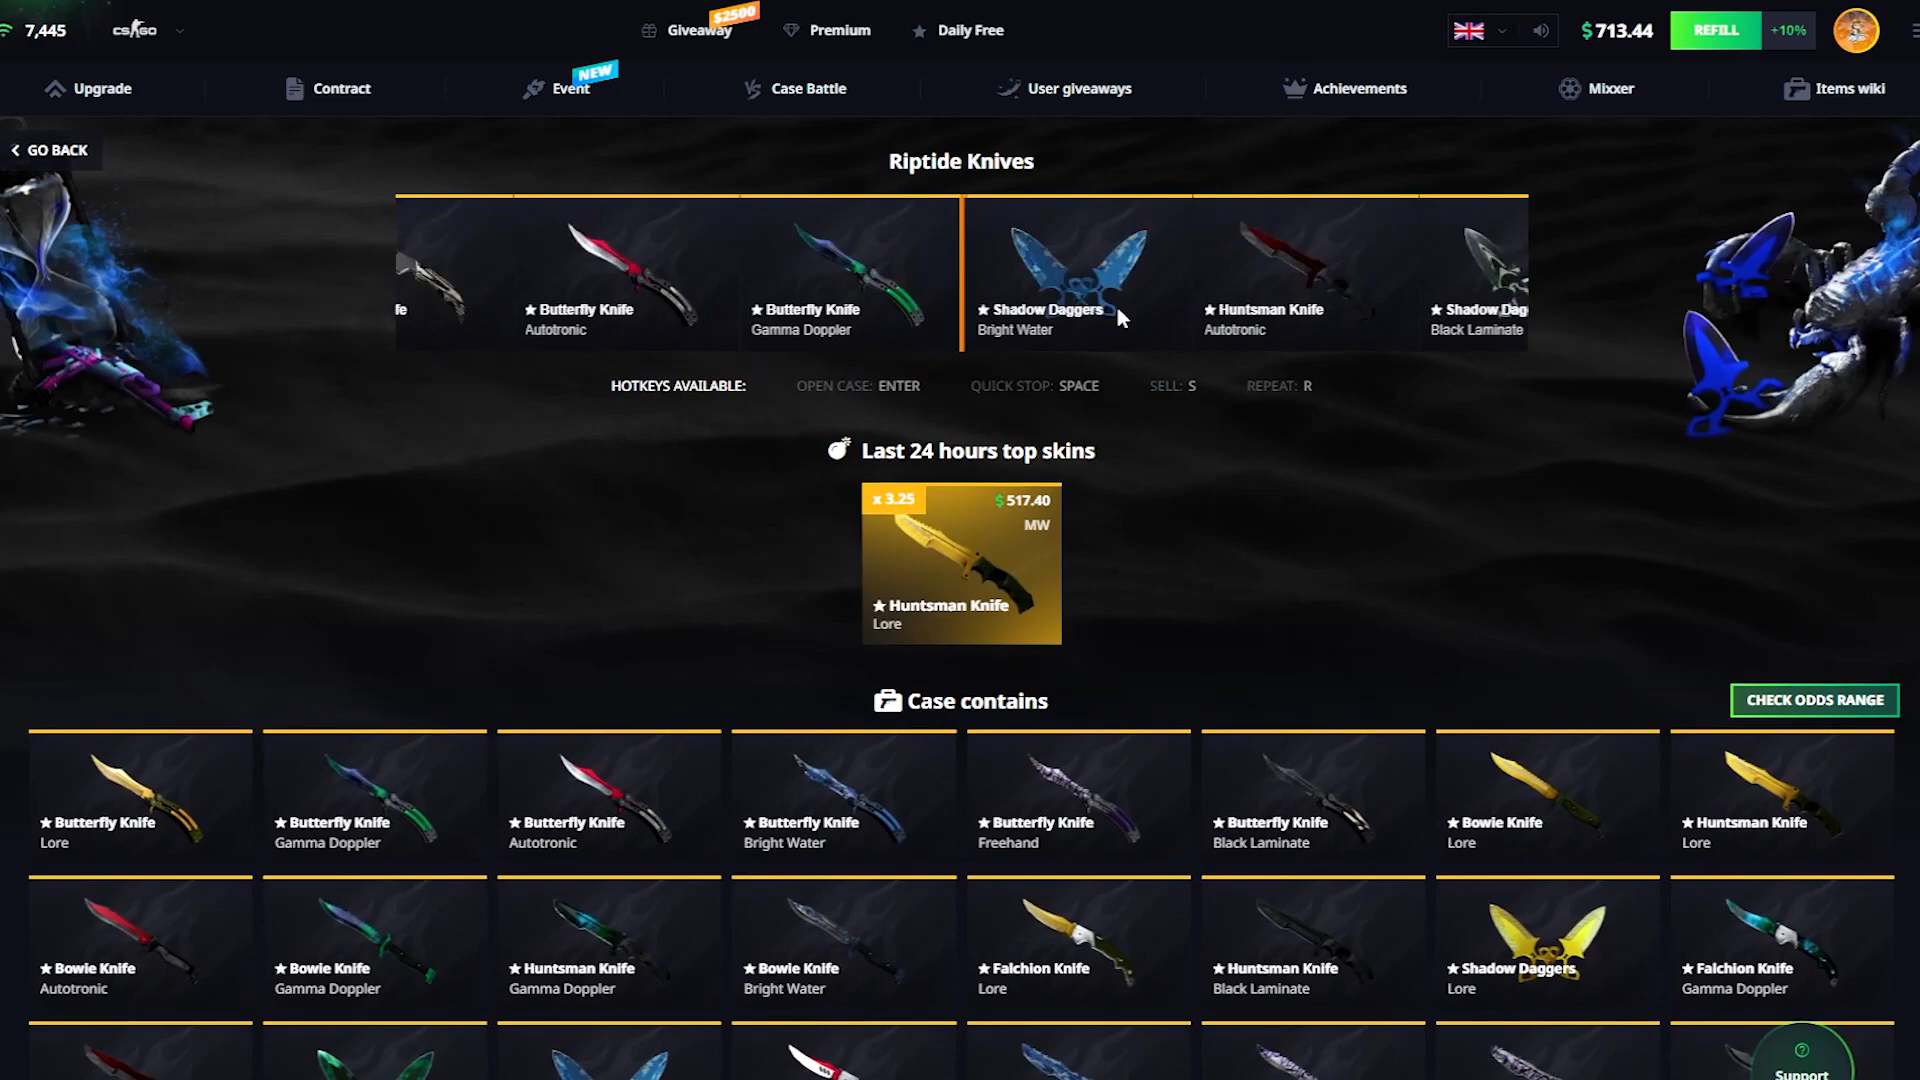 7,445
CS GO
Giveaway
$2500
Premium
Daily Free
$ 713.44
REFILL
+10%
Upgrade
Contract
Event
NEW
Case Battle
User giveaways
Achievements
Mixxer
Items wiki
GO BACK
Riptide Knives
fe
★ Butterfly Knife
Autotronic
★ Butterfly Knife
Gamma Doppler
★ Shadow Daggers
Bright Water
★ Huntsman Knife
Autotronic
★ Shadow Dag
Black Laminate
HOTKEYS AVAILABLE:
OPEN CASE: ENTER
QUICK STOP: SPACE
SELL: S
REPEAT: R
Last 24 hours top skins
x 3.25
$ 517.40
MW
★ Huntsman Knife
Lore
Case contains
CHECK ODDS RANGE
★ Butterfly Knife
Lore
★ Butterfly Knife
Gamma Doppler
★ Butterfly Knife
Autotronic
★ Butterfly Knife
Bright Water
★ Butterfly Knife
Freehand
★ Butterfly Knife
Black Laminate
★ Bowie Knife
Lore
★ Huntsman Knife
Lore
★ Bowie Knife
Autotronic
★ Bowie Knife
Gamma Doppler
★ Huntsman Knife
Gamma Doppler
★ Bowie Knife
Bright Water
★ Falchion Knife
Lore
★ Huntsman Knife
Black Laminate
★ Shadow Daggers
Lore
★ Falchion Knife
Gamma Doppler
Support